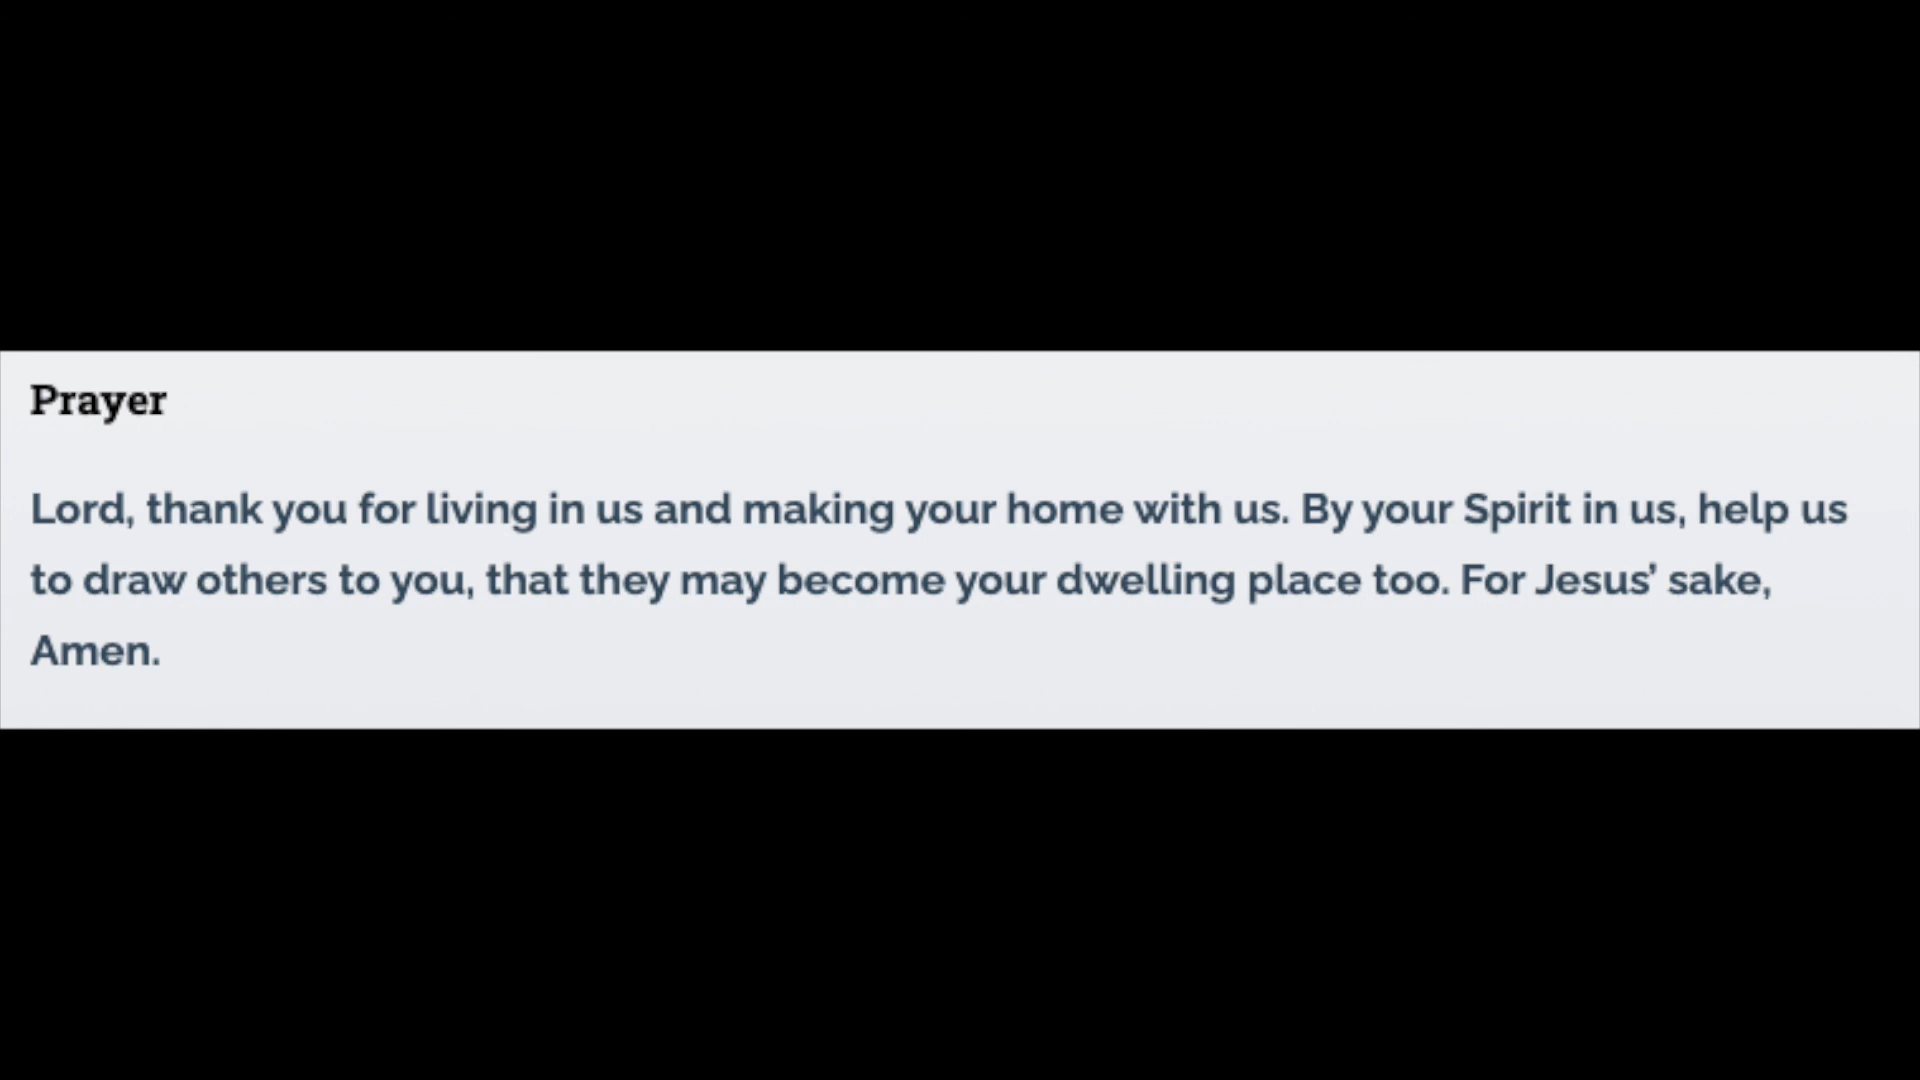 Prayer
Lord, thank you for living in us and making your home with us. By your Spirit in us, help us
to draw others to you, that they may become your dwelling place too. For Jesus’ sake,
Amen.